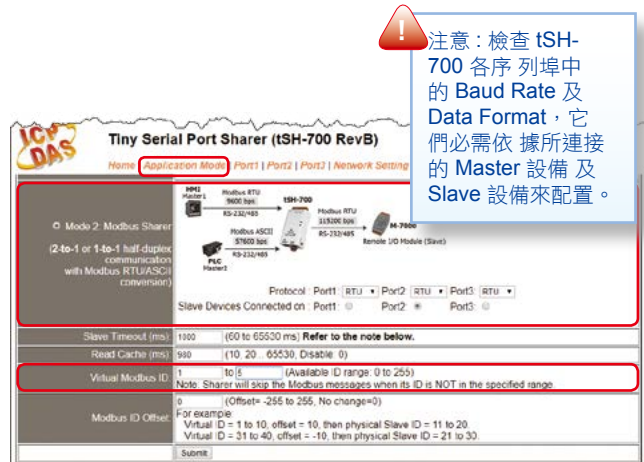 !
注意:檢查 tSH-
700 各序 列埠中
的 Baud Rate 及
Data Format,它
們必需依 據所連接
的 Master 設備 及
Slave 設備來配置。
ICP DAS
Tiny Serial Port Sharer (tSH-700 RevB)
Home | Application Mode | Port1 | Port2 | Port3 | Network Setting
Mode 2: Modbus Sharer
(2-to-1 or 1-to-1 half-duplex
communication
with Modbus RTU/ASCII
conversion)
HMI
Master1
Modbus RTU
9600 bps
RS-232/485
tSH-700
Modbus RTU
115200 bps
RS-232/485
M-7000
Remote I/O Module (Slave)
Modbus ASCII
57600 bps
RS-232/485
PLC
Master2
Protocol : Port1: RTU Port2: RTU Port3: RTU
Slave Devices Connected on : Port1: Port2: Port3:
Slave Timeout (ms): 1000 (60 to 65530 ms) Refer to the note below.
Read Cache (ms): 980 (10, 20 .. 65530, Disable: 0)
Virtual Modbus ID: 1 to 5 (Available ID range: 0 to 255)
Note: Sharer will skip the Modbus messages when its ID is NOT in the specified range.
Modbus ID Offset: 0 (Offset= -255 to 255, No change=0)
For example:
Virtual ID = 1 to 10, offset = 10, then physical Slave ID = 11 to 20.
Virtual ID = 31 to 40, offset = -10, then physical Slave ID = 21 to 30.
Submit